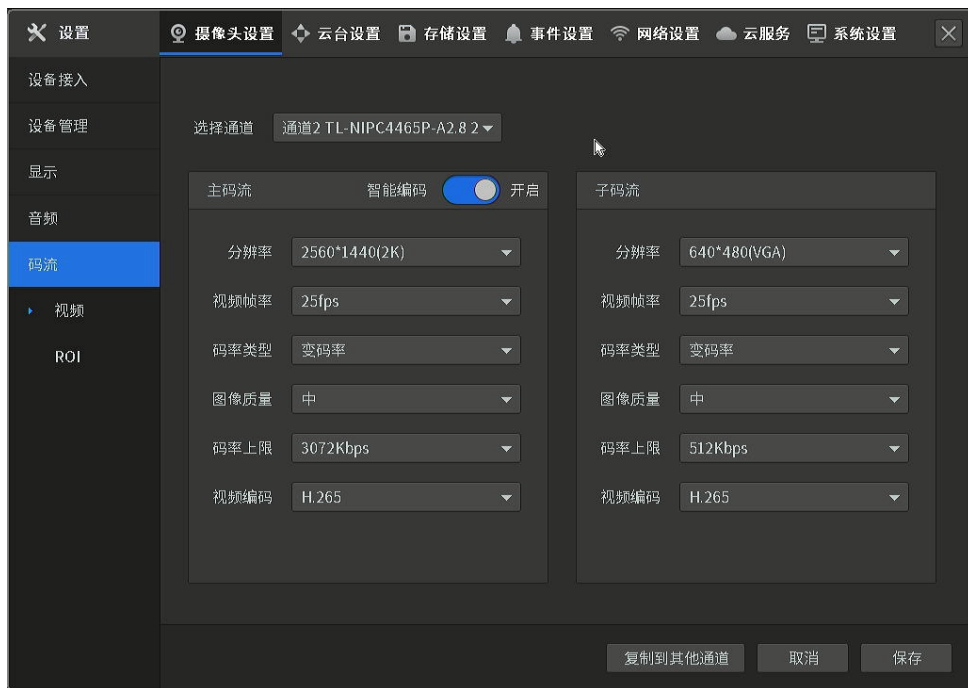 设置
摄像头设置 云台设置 存储设置 事件设置 网络设置 云服务 系统设置
设备接入
设备管理
显示
音频
码流
视频
ROI
选择通道 通道2 TL-NIPC4465P-A2.8 2
主码流 智能编码 开启
分辨率 2560*1440(2K)
视频帧率 25fps
码率类型 变码率
图像质量 中
码率上限 3072Kbps
视频编码 H.265
子码流
分辨率 640*480(VGA)
视频帧率 25fps
码率类型 变码率
图像质量 中
码率上限 512Kbps
视频编码 H.265
复制到其他通道 取消 保存